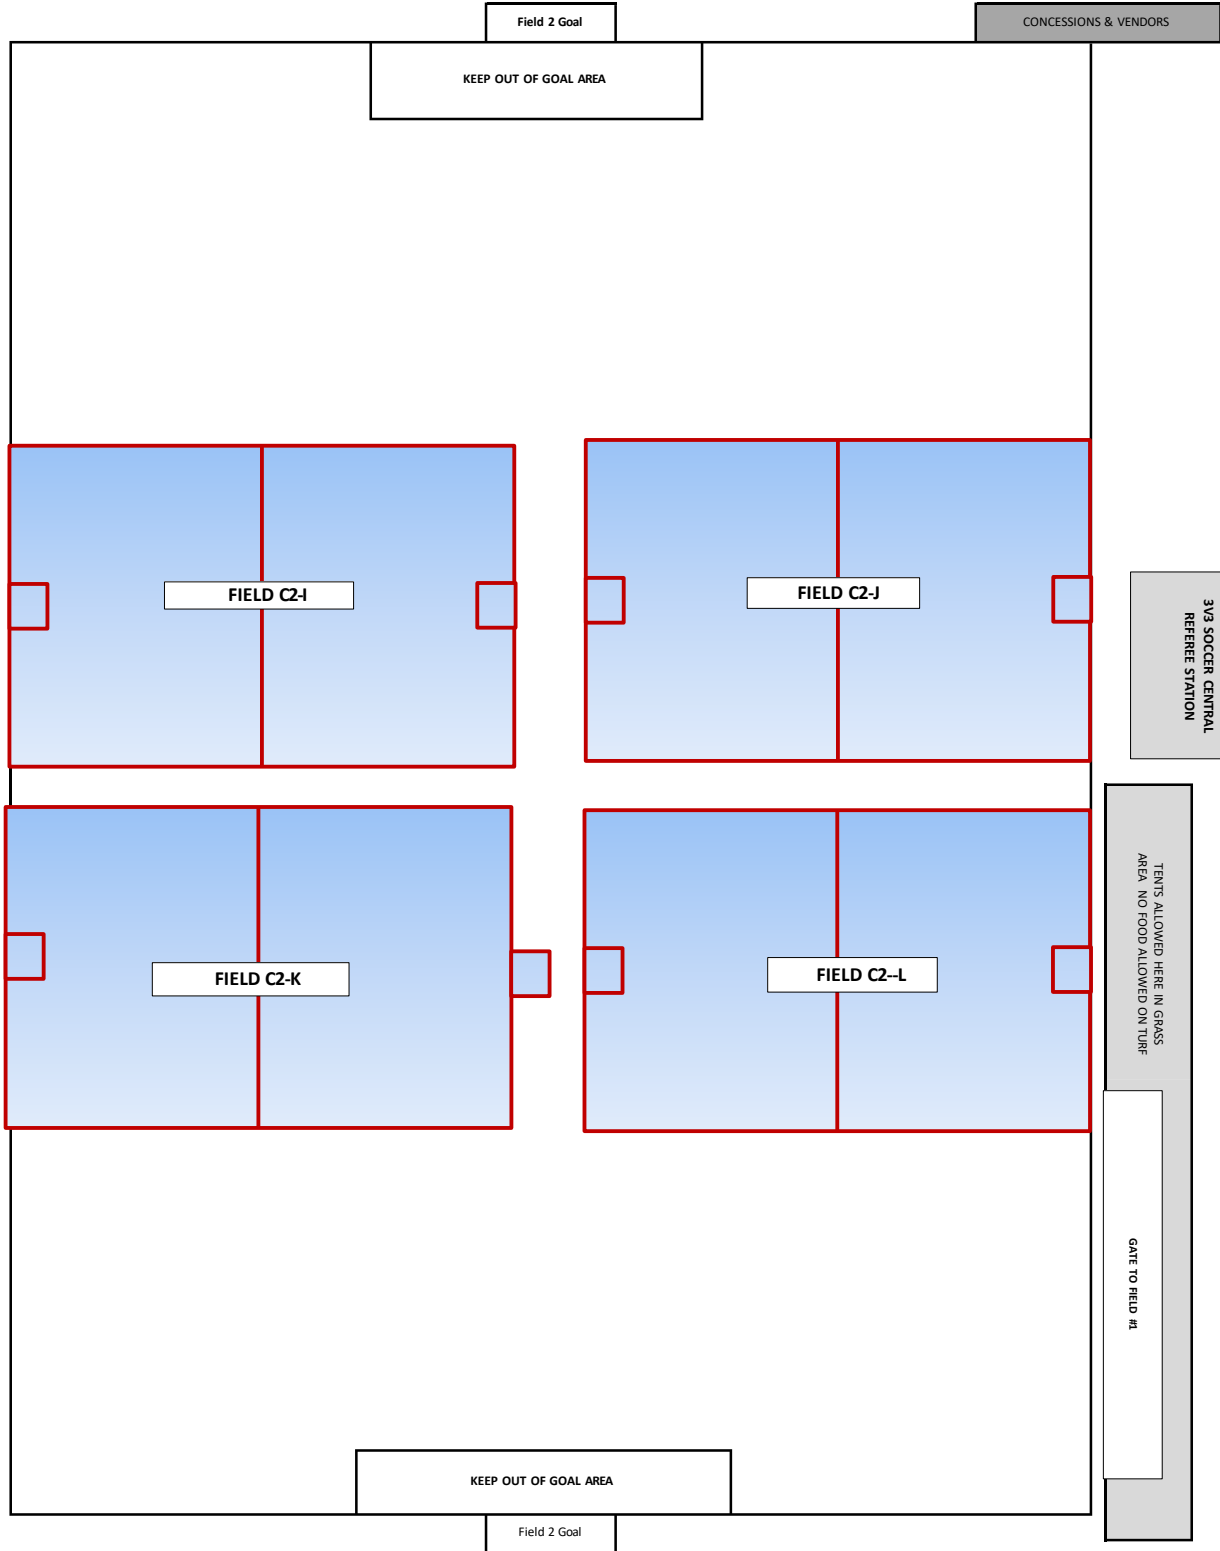 Field 2 Goal
CONCESSIONS & VENDORS
KEEP OUT OF GOAL AREA
FIELD C2-I
FIELD C2-J
3V3 SOCCER CENTRAL
REFEREE STATION
TENTS ALLOWED HERE IN GRASS
AREA NO FOOD ALLOWED ON TURF
FIELD C2-K
FIELD C2--L
GATE TO FIELD #1
KEEP OUT OF GOAL AREA
Field 2 Goal